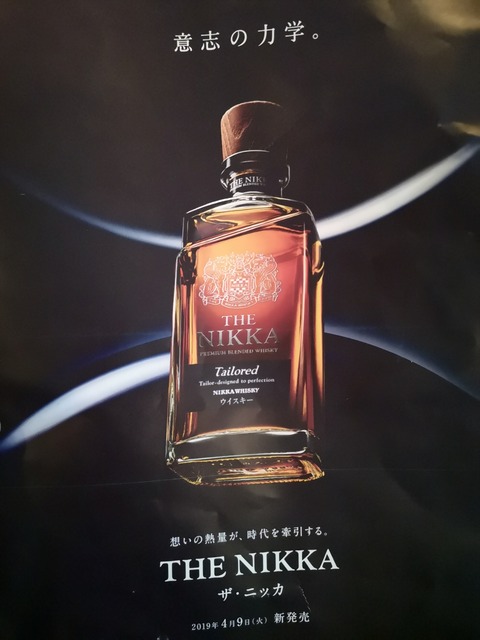 意志の力学。
THE NIKKA
THE
NIKKA
PREMIUM BLENDED WHISKY
Tailored
Tailor-designed to perfection
NIKKA WHISKY
ウイスキー
想いの熱量が、時代を牽引する。
THE NIKKA
ザ・ニッカ
2019年4月9日(火) 新発売